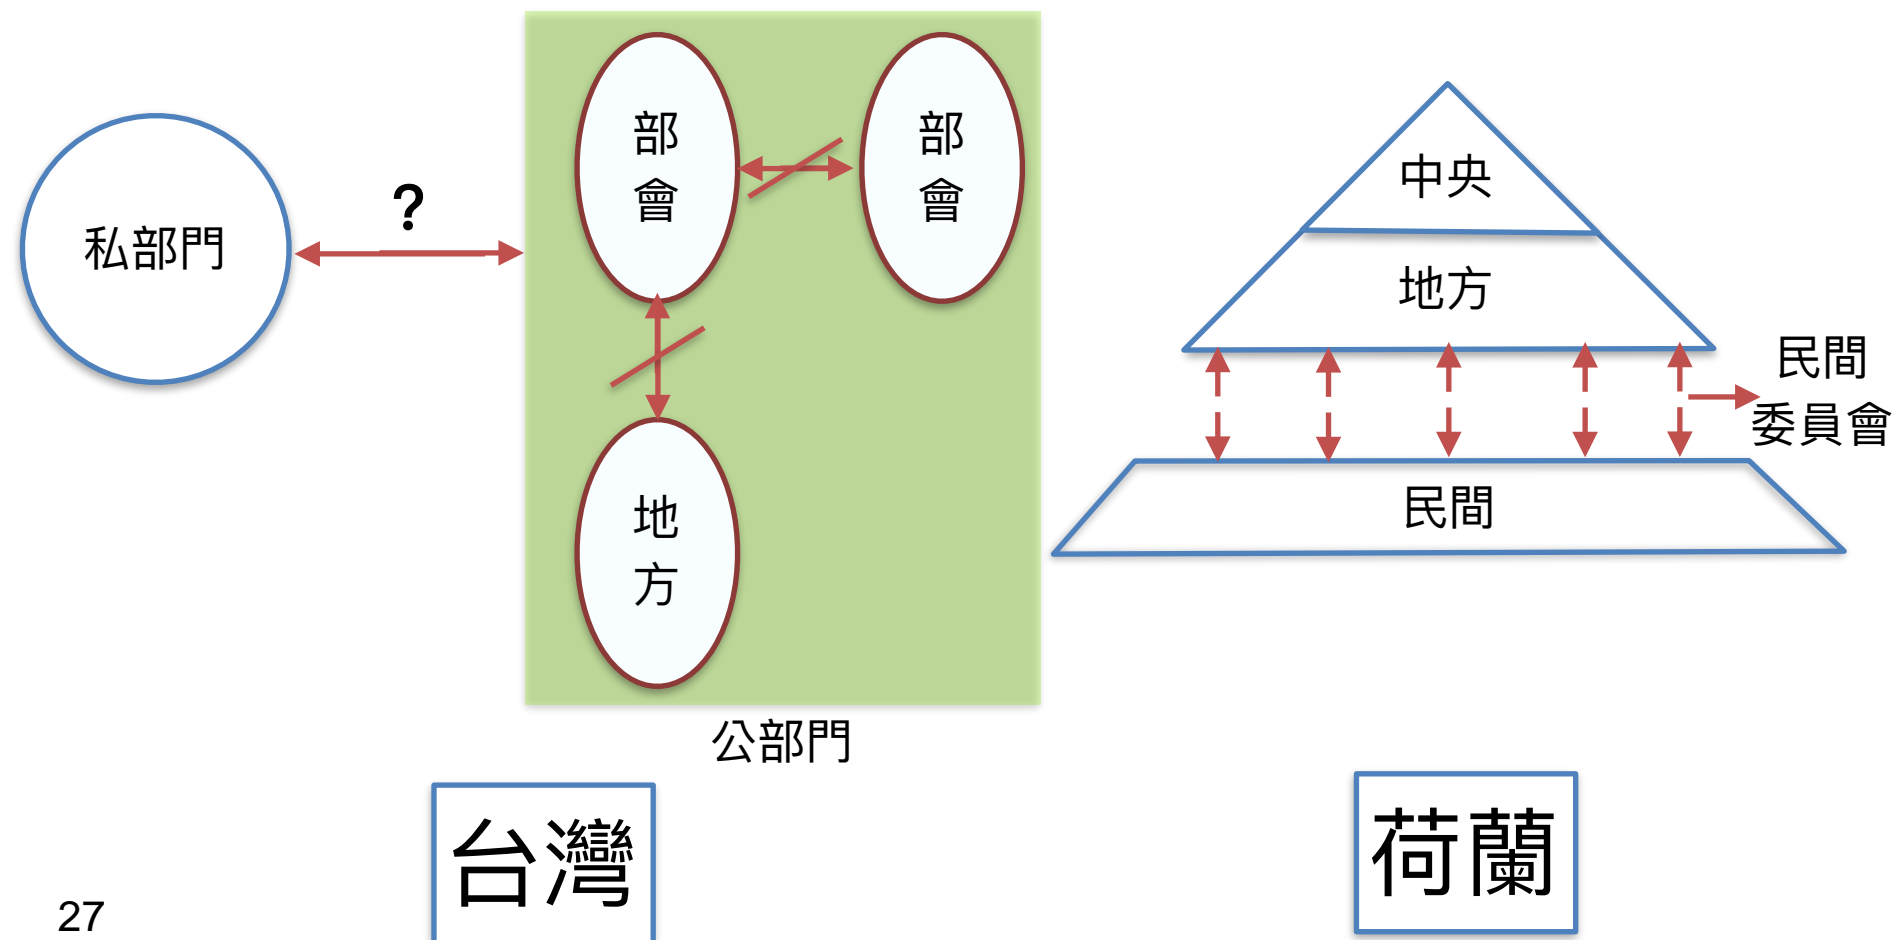 私部門
?
部
會
部
會
地
方
公部門
台灣
中央
地方
民間
委員會
民間
荷蘭
27